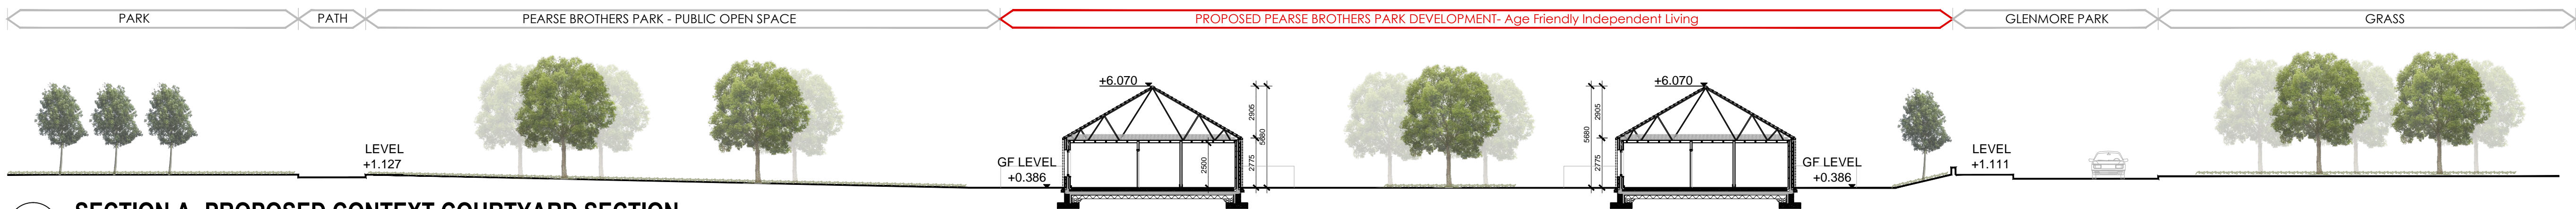 PARK
PATH
PEARSE BROTHERS PARK - PUBLIC OPEN SPACE
PROPOSED PEARSE BROTHERS PARK DEVELOPMENT- Age Friendly Independent Living
GLENMORE PARK
GRASS
+6.070
+6.070
2905
5680
2775
2500
2905
5680
2775
LEVEL
+1.127
GF LEVEL
+0.386
GF LEVEL
+0.386
LEVEL
+1.111
SECTION A- PROPOSED CONTEXT COURTYARD SECTION